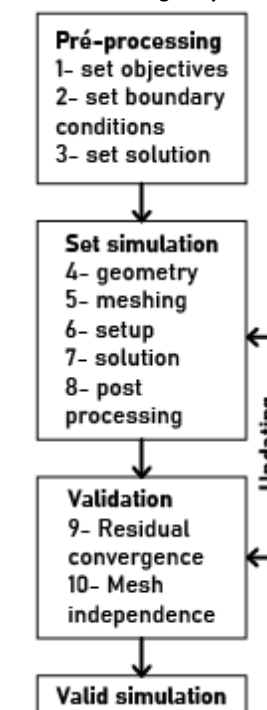 Pré-processing
1- set objectives
2- set boundary
conditions
3- set solution
Set simulation
4- geometry
5- meshing
6- setup
7- solution
8- post
processing
Updating
Validation
9- Residual
convergence
10- Mesh
independence
Valid simulation